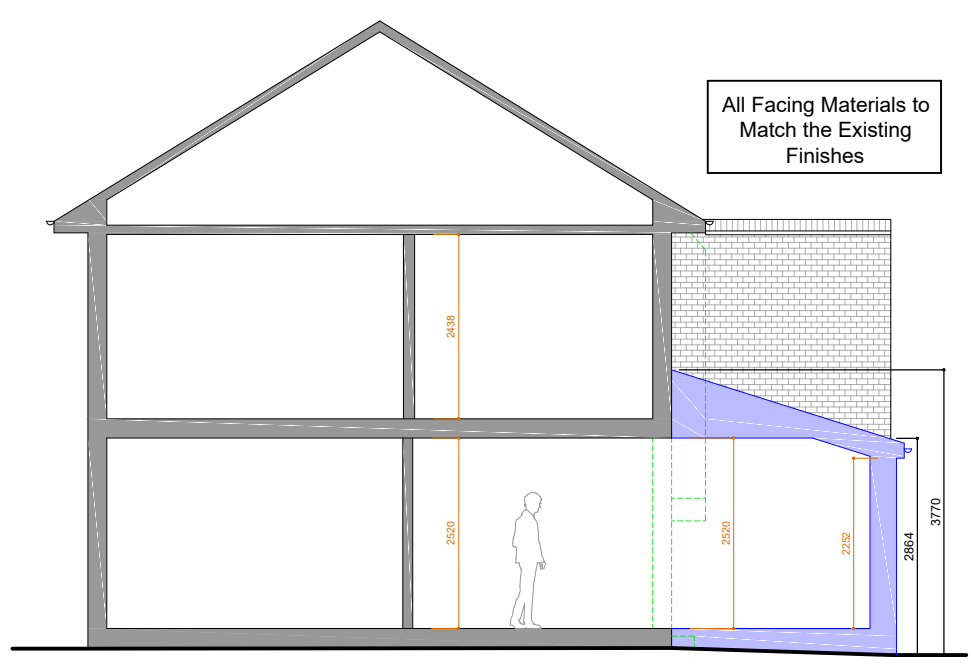 All Facing Materials to
Match the Existing
Finishes
2438
2520
2520
2252
2864
3770